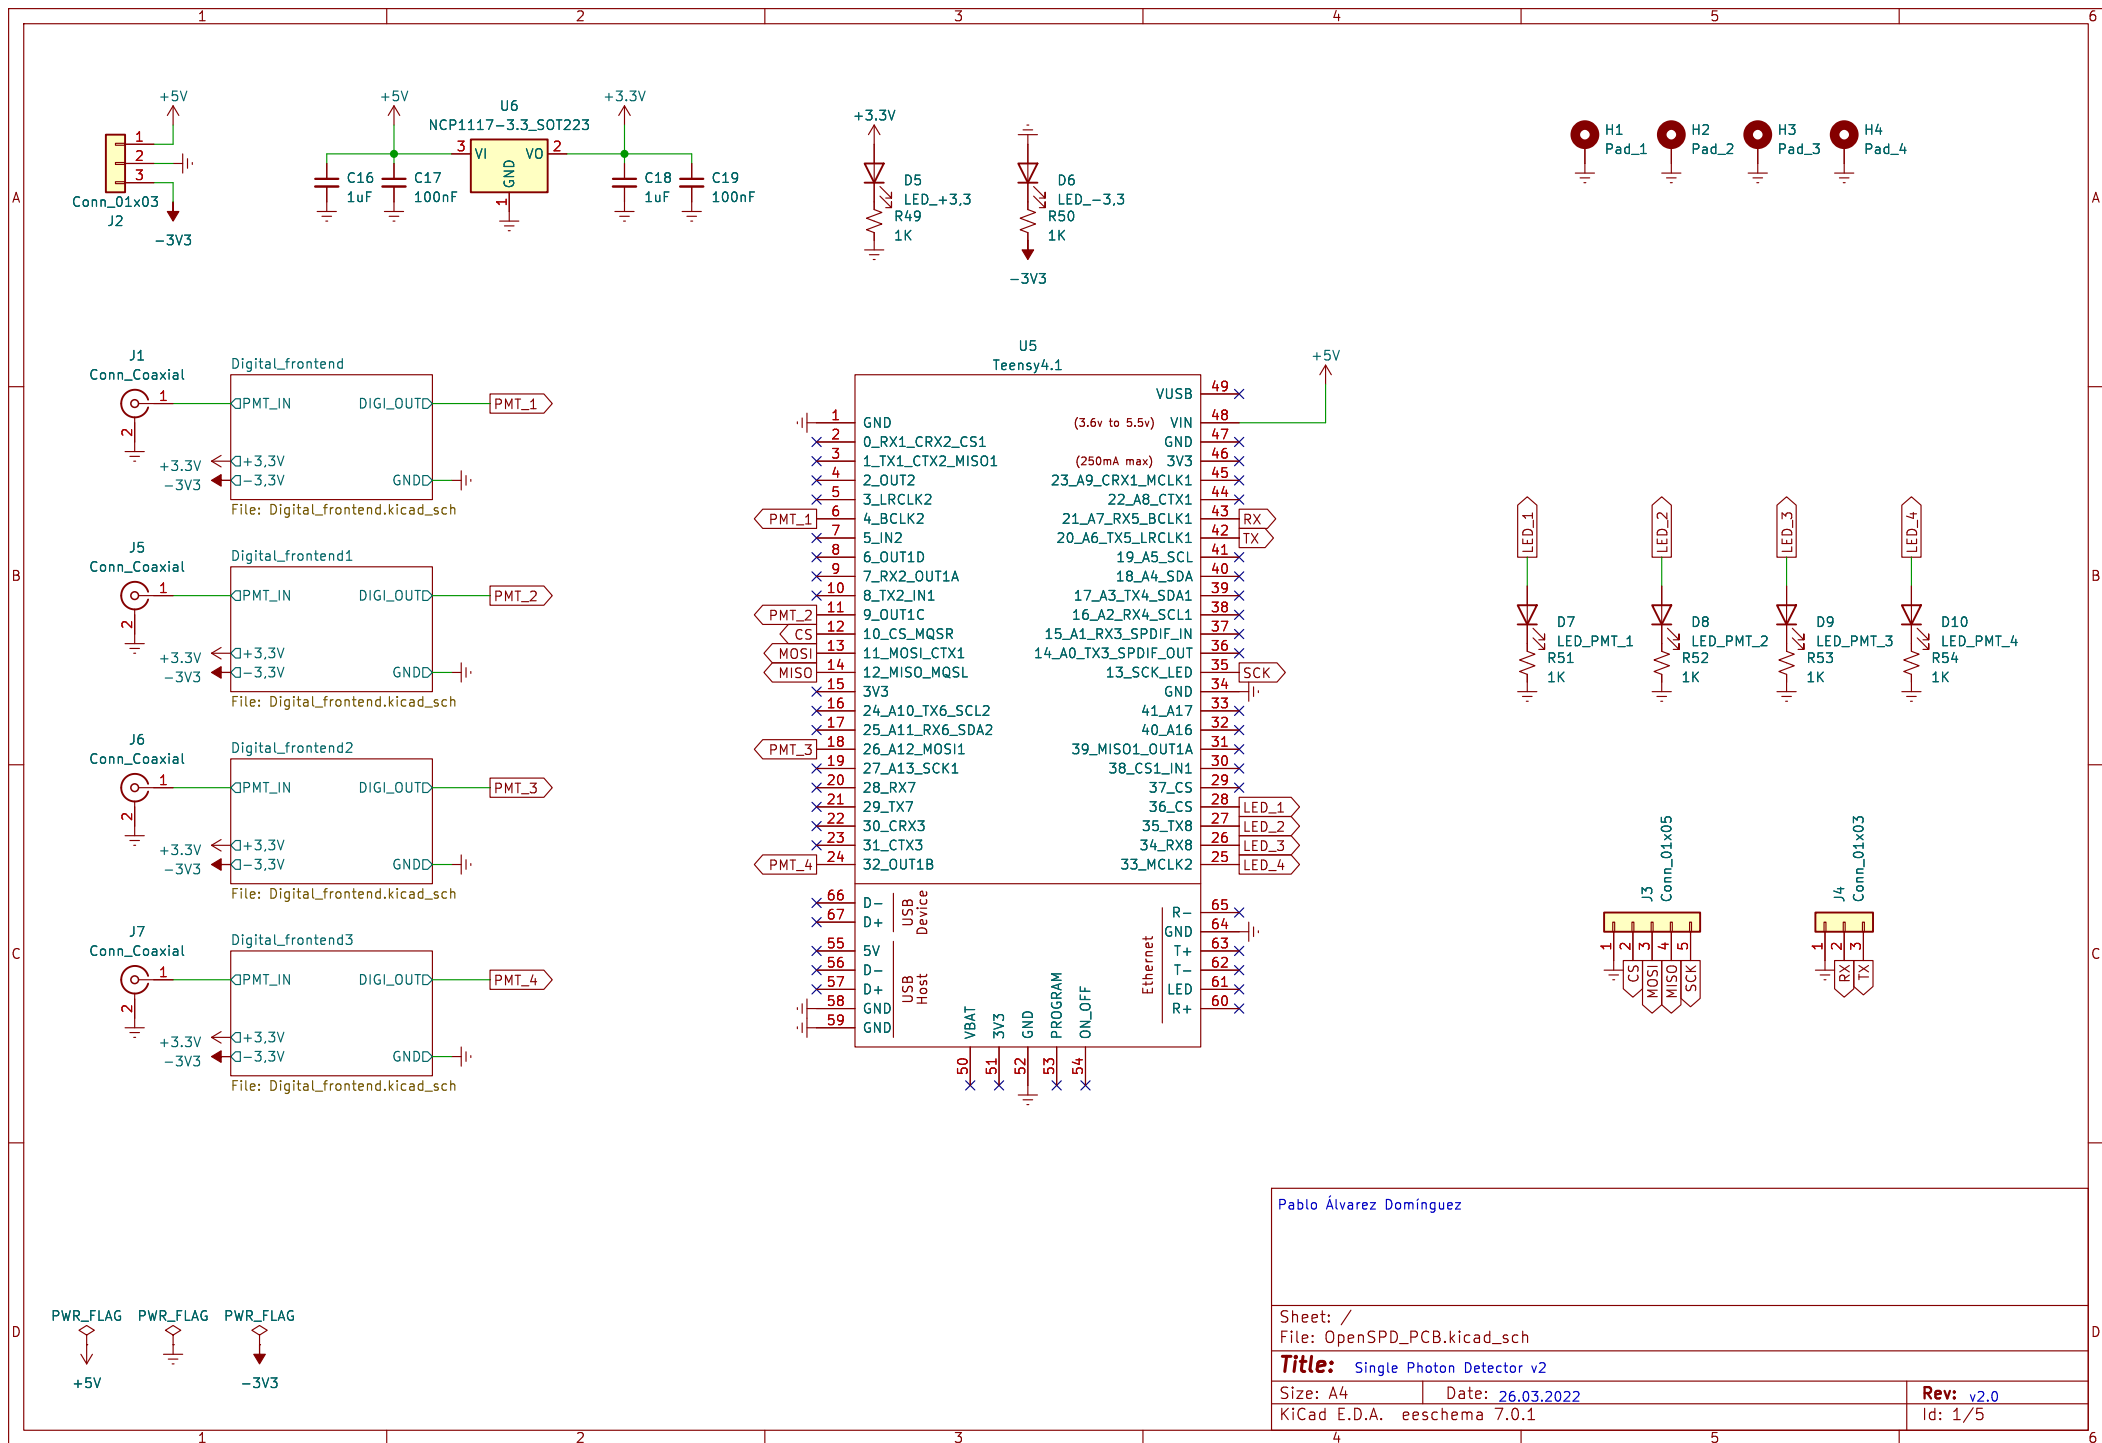 1 2 3 4 5 6
A
B
C
D
A
B
C
D
1 2 3 4 5 6
+5V
1
2
3
Conn_01x03
J2
-3V3
+5V
U6
NCP1117-3.3_SOT223
+3.3V
3 VI VO 2
GND
1
C16
1uF
C17
100nF
C18
1uF
C19
100nF
+3.3V
D5
LED_+3,3
R49
1K
D6
LED_-3,3
R50
1K
-3V3
H1
Pad_1
H2
Pad_2
H3
Pad_3
H4
Pad_4
J1
Conn_Coaxial
1
2
Digital_frontend
PMT_IN DIGI_OUT
PMT_1
+3.3V +3,3V
-3V3 -3,3V GND
File: Digital_frontend.kicad_sch
J5
Conn_Coaxial
1
2
Digital_frontend1
PMT_IN DIGI_OUT
PMT_2
+3.3V +3,3V
-3V3 -3,3V GND
File: Digital_frontend.kicad_sch
J6
Conn_Coaxial
1
2
Digital_frontend2
PMT_IN DIGI_OUT
PMT_3
+3.3V +3,3V
-3V3 -3,3V GND
File: Digital_frontend.kicad_sch
J7
Conn_Coaxial
1
2
Digital_frontend3
PMT_IN DIGI_OUT
PMT_4
+3.3V +3,3V
-3V3 -3,3V GND
File: Digital_frontend.kicad_sch
U5
Teensy4.1
1 GND
2 0_RX1_CRX2_CS1
3 1_TX1_CTX2_MISO1
4 2_OUT2
5 3_LRCLK2
PMT_1 6 4_BCLK2
7 5_IN2
8 6_OUT1D
9 7_RX2_OUT1A
10 8_TX2_IN1
PMT_2 11 9_OUT1C
CS 12 10_CS_MQSR
MOSI 13 11_MOSI_CTX1
MISO 14 12_MISO_MQSL
15 3V3
16 24_A10_TX6_SCL2
17 25_A11_RX6_SDA2
PMT_3 18 26_A12_MOSI1
19 27_A13_SCK1
20 28_RX7
21 29_TX7
22 30_CRX3
23 31_CTX3
PMT_4 24 32_OUT1B
66 D-
67 D+
USB
Device
55 5V
56 D-
57 D+
58 GND
59 GND
USB
Host
+5V
VUSB 49
(3.6v to 5.5v) VIN 48
GND 47
(250mA max) 3V3 46
23_A9_CRX1_MCLK1 45
22_A8_CTX1 44
21_A7_RX5_BCLK1 43 RX
20_A6_TX5_LRCLK1 42 TX
19_A5_SCL 41
18_A4_SDA 40
17_A3_TX4_SDA1 39
16_A2_RX4_SCL1 38
15_A1_RX3_SPDIF_IN 37
14_A0_TX3_SPDIF_OUT 36
13_SCK_LED 35 SCK
GND 34
41_A17 33
40_A16 32
39_MISO1_OUT1A 31
38_CS1_IN1 30
37_CS 29
36_CS 28 LED_1
35_TX8 27 LED_2
34_RX8 26 LED_3
33_MCLK2 25 LED_4
Ethernet
R- 65
GND 64
T+ 63
T- 62
LED 61
R+ 60
VBAT 50
3V3 51
GND 52
PROGRAM 53
ON_OFF 54
LED_1
D7
LED_PMT_1
R51
1K
LED_2
D8
LED_PMT_2
R52
1K
LED_3
D9
LED_PMT_3
R53
1K
LED_4
D10
LED_PMT_4
R54
1K
J3
Conn_01x05
1 2 3 4 5
CS MOSI MISO SCK
J4
Conn_01x03
1 2 3
RX TX
PWR_FLAG
+5V
PWR_FLAG
PWR_FLAG
-3V3
Pablo Álvarez Domínguez
Sheet: /
File: OpenSPD_PCB.kicad_sch
Title: Single Photon Detector v2
Size: A4 Date: 26.03.2022 Rev: v2.0
KiCad E.D.A. eeschema 7.0.1 Id: 1/5